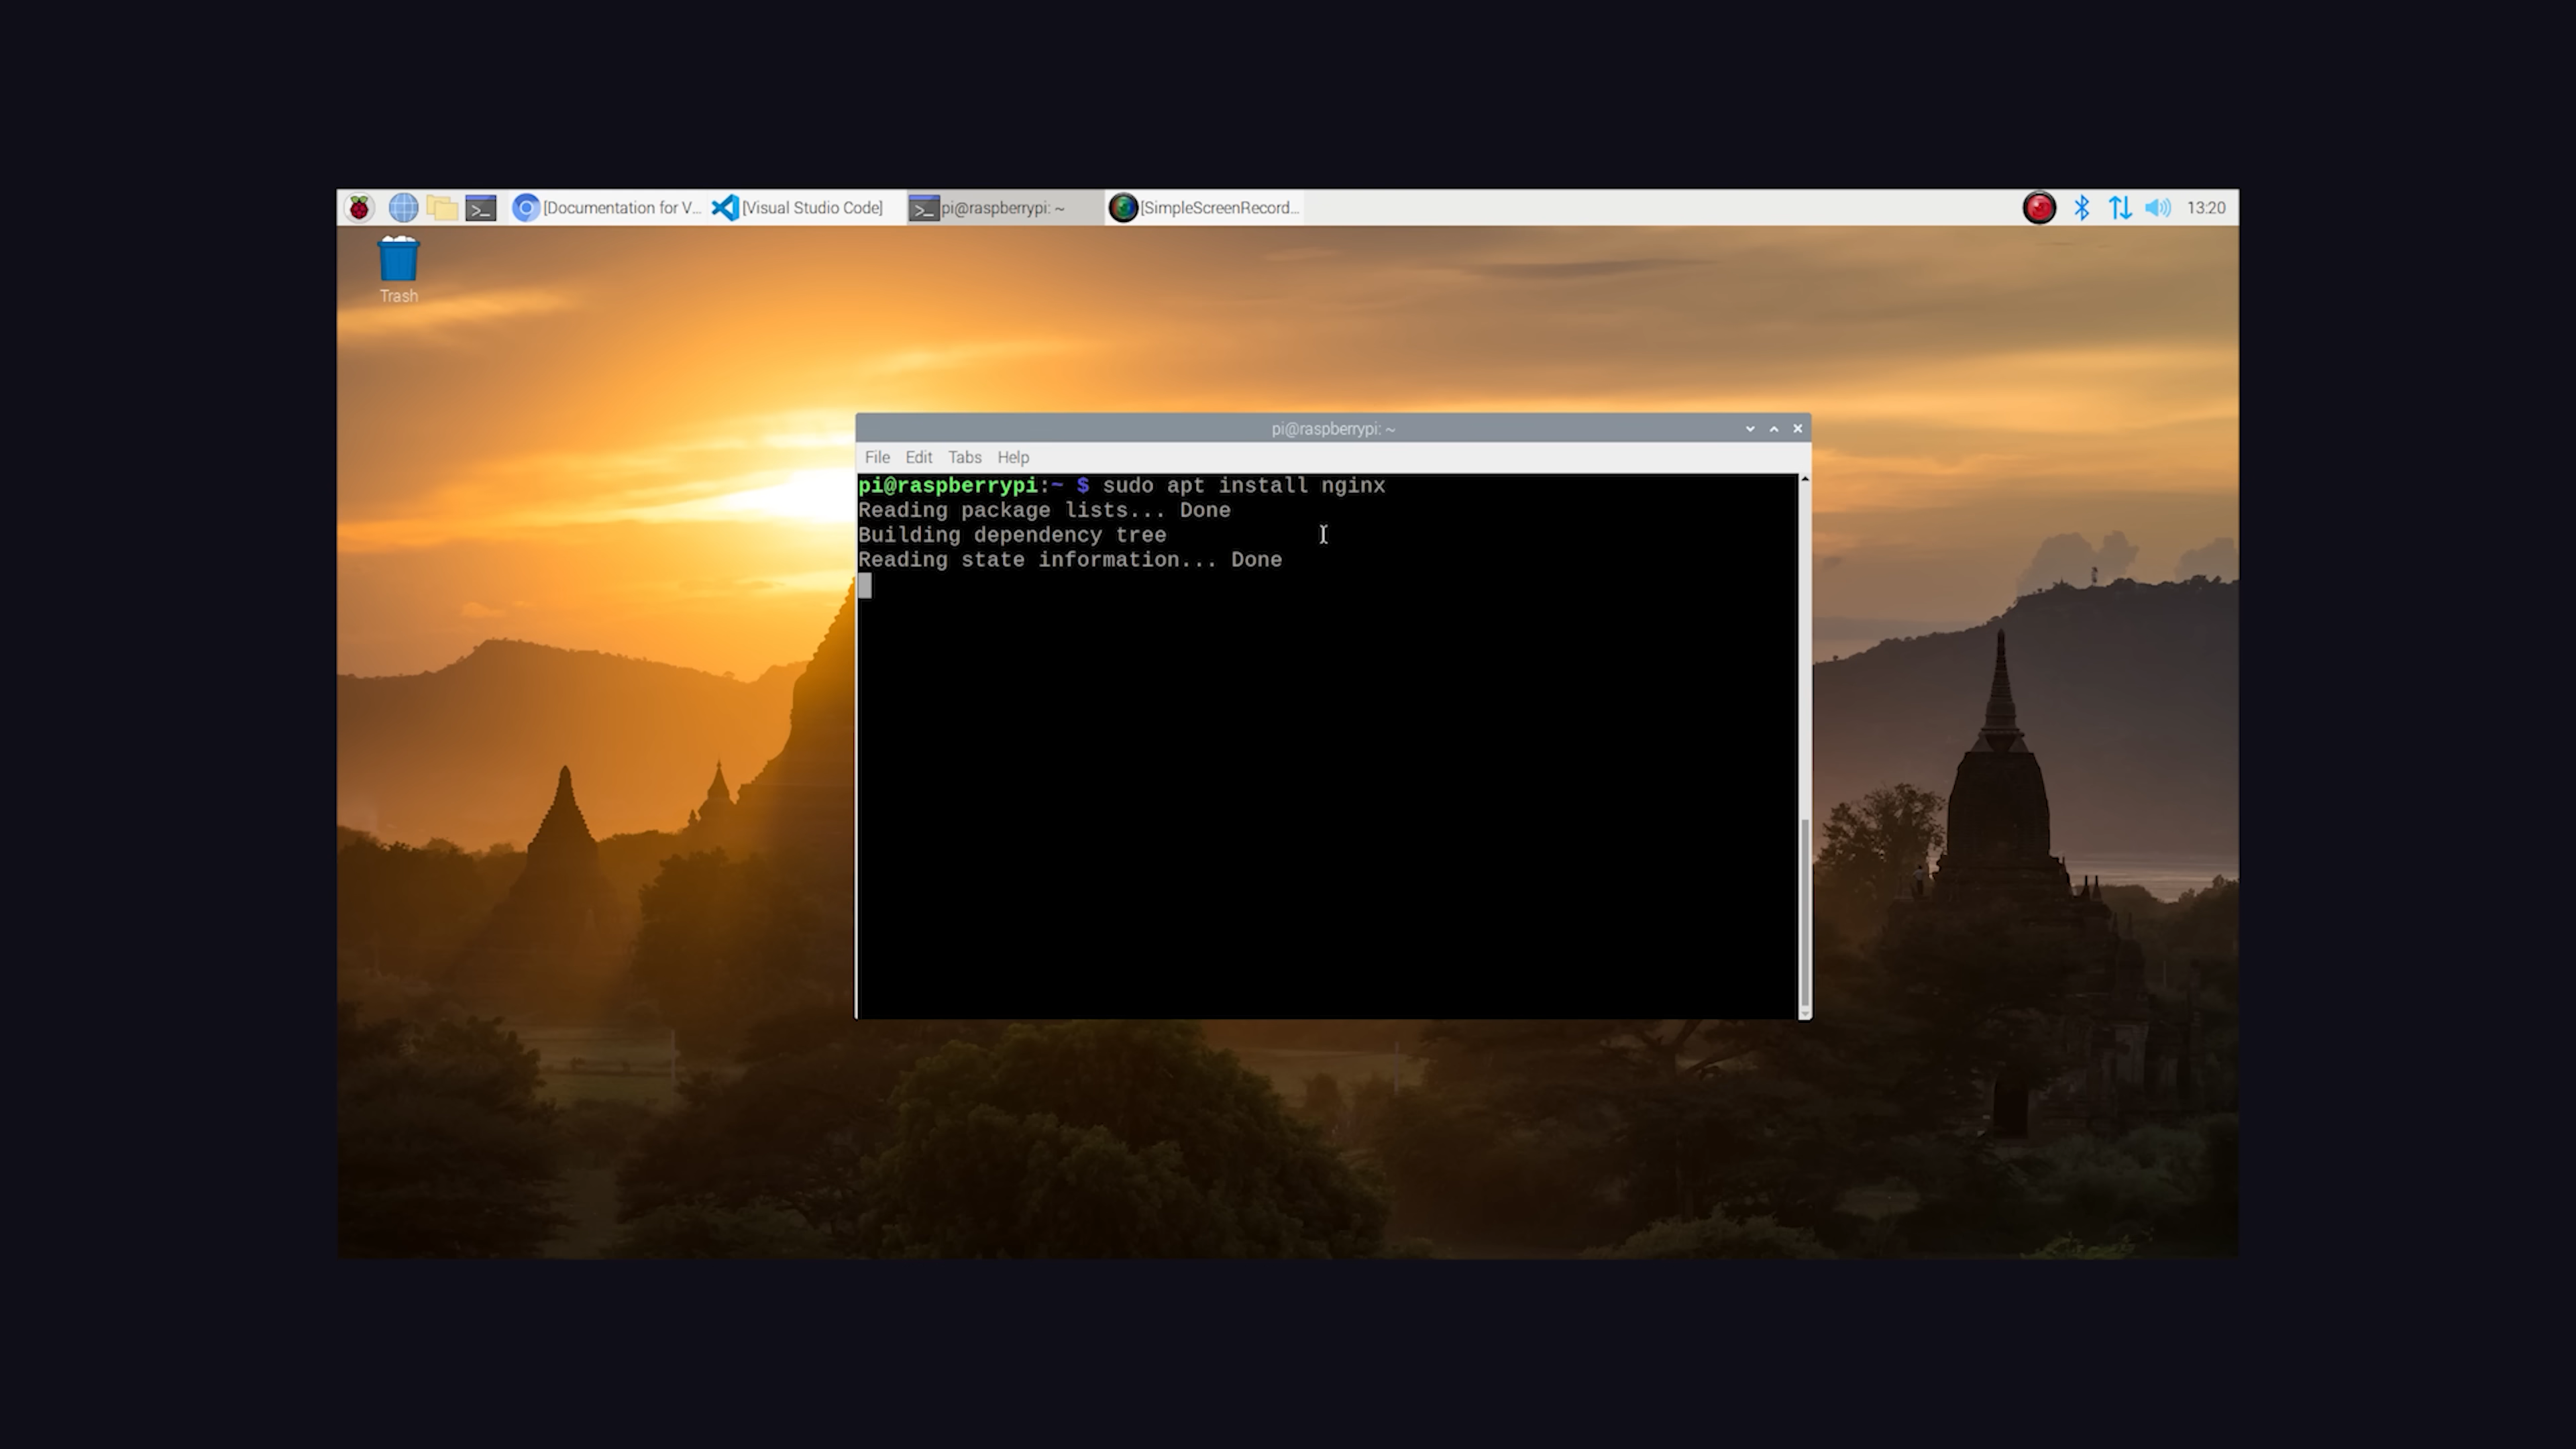 [Documentation for V... [Visual Studio Code] pi@raspberrypi: ~ [SimpleScreenRecord... 13:20
Trash
pi@raspberrypi: ~
File Edit Tabs Help
pi@raspberrypi:~ $ sudo apt install nginx
Reading package lists... Done
Building dependency tree
Reading state information... Done